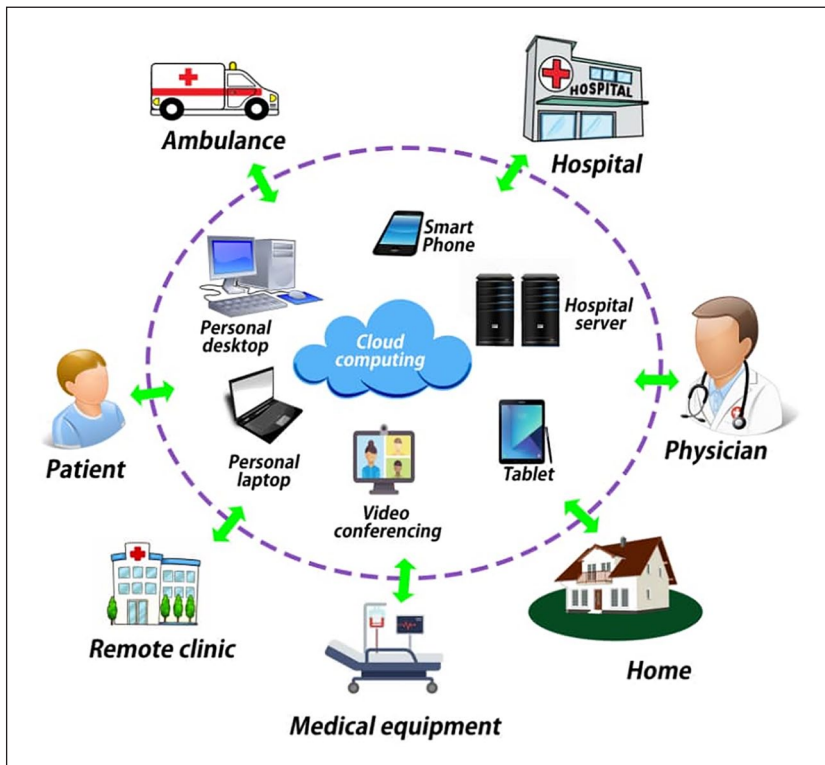 HOSPITAL
Ambulance
Hospital
Smart
Phone
Personal
desktop
Hospital
server
Cloud
computing
Patient
Personal
laptop
Tablet
Physician
Video
conferencing
Remote clinic
Home
Medical equipment